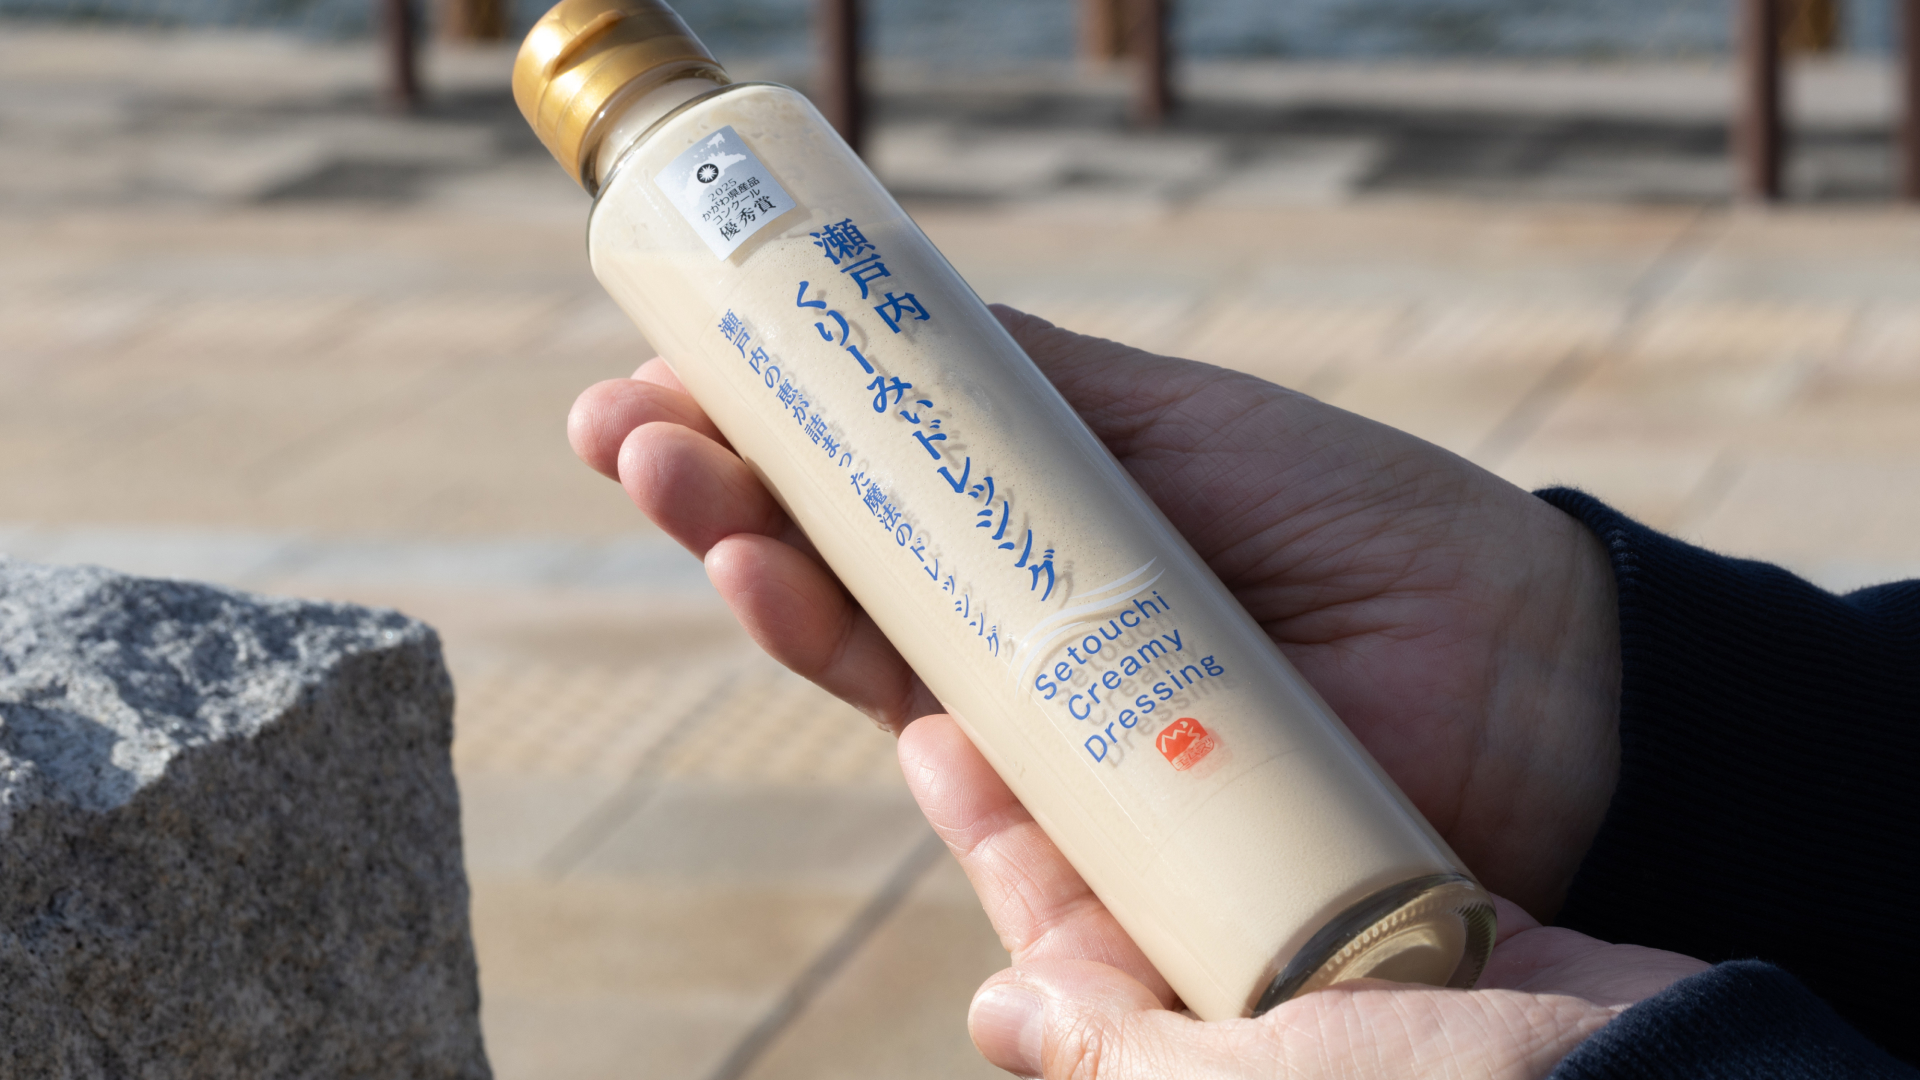 2025
かがわ県産品
コンクール
優秀賞
瀬戸内
くりーみぃドレッシング
瀬戸内の恵が詰まった魔法のドレッシング
Setouchi
Creamy
Dressing